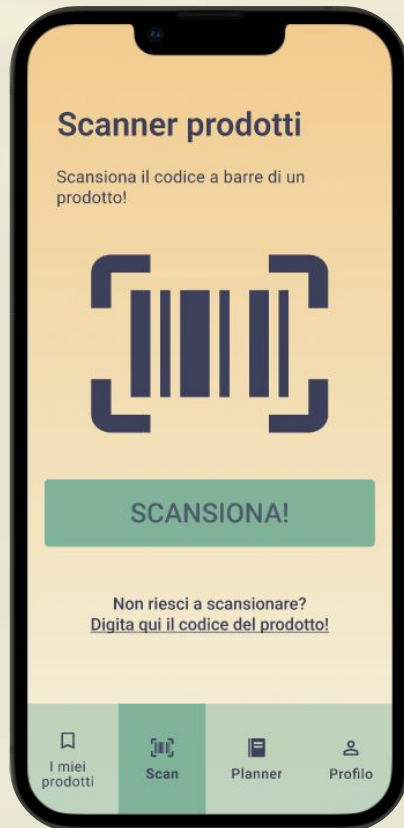 Scanner prodotti
Scansiona il codice a barre di un
prodotto!
SCANSIONA!
Non riesci a scansionare?
Digita qui il codice del prodotto!
I miei
prodotti
Scan
Planner
Profilo